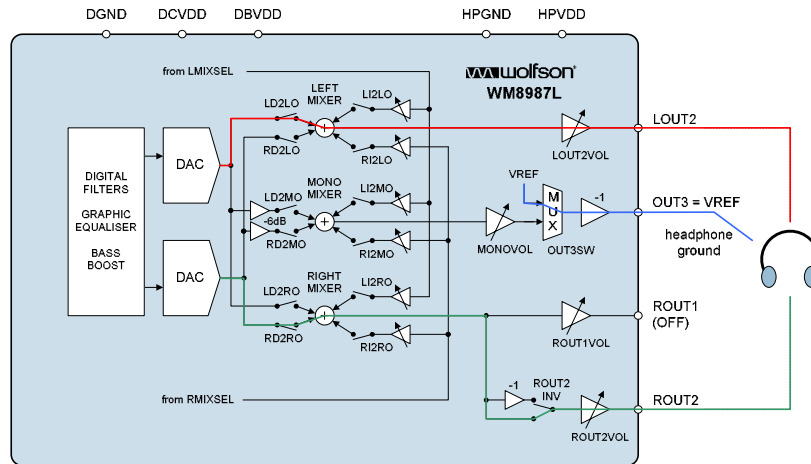 DGND DCVDD DBVDD HPGND HPVDD
from LMIXSEL
wolfson®
WM8987L
LEFT
MIXER
LI2LO
LD2LO
LOUT2
DAC
RD2LO
RI2LO
LOUT2VOL
DIGITAL
FILTERS
GRAPHIC
EQUALISER
BASS
BOOST
VREF
LD2MO
MONO
MIXER
LI2MO
-6dB
M
U
X
-1
OUT3 = VREF
RD2MO
RI2MO
MONOVOL
OUT3SW
headphone
ground
DAC
RIGHT
MIXER
LI2RO
LD2RO
ROUT1
(OFF)
RD2RO
RI2RO
ROUT1VOL
-1
ROUT2
INV
from RMIXSEL
ROUT2
ROUT2VOL